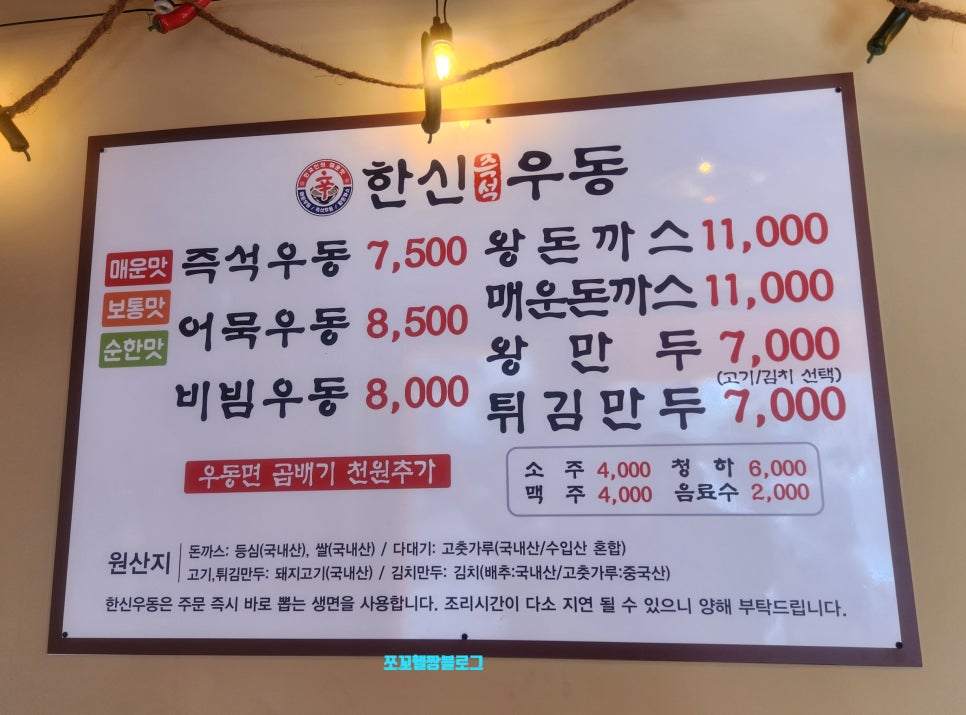 한신 즉석 우동
매운맛
보통맛
순한맛
즉석우동 7,500
어묵우동 8,500
비빔우동 8,000
우동면 곱배기 천원추가
왕돈까스 11,000
매운돈까스 11,000
왕만두 7,000
(고기/김치 선택)
튀김만두 7,000
소주 4,000 청하 6,000
맥주 4,000 음료수 2,000
원산지
돈까스: 등심(국내산), 쌀(국내산) / 다대기: 고춧가루(국내산/수입산 혼합)
고기,튀김만두: 돼지고기(국내산) / 김치만두: 김치(배추:국내산/고춧가루:중국산)
한신우동은 주문 즉시 바로 뽑는 생면을 사용합니다. 조리시간이 다소 지연 될 수 있으니 양해 부탁드립니다.
쪼꼬헬짱블로그